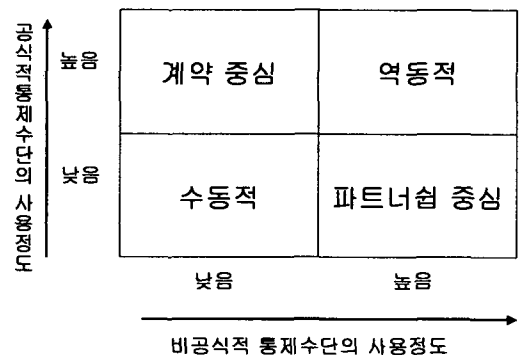 공식적통제수단의 사용정도
높음
계약 중심
역동적
낮음
수동적
파트너쉽 중심
낮음
높음
비공식적 통제수단의 사용정도